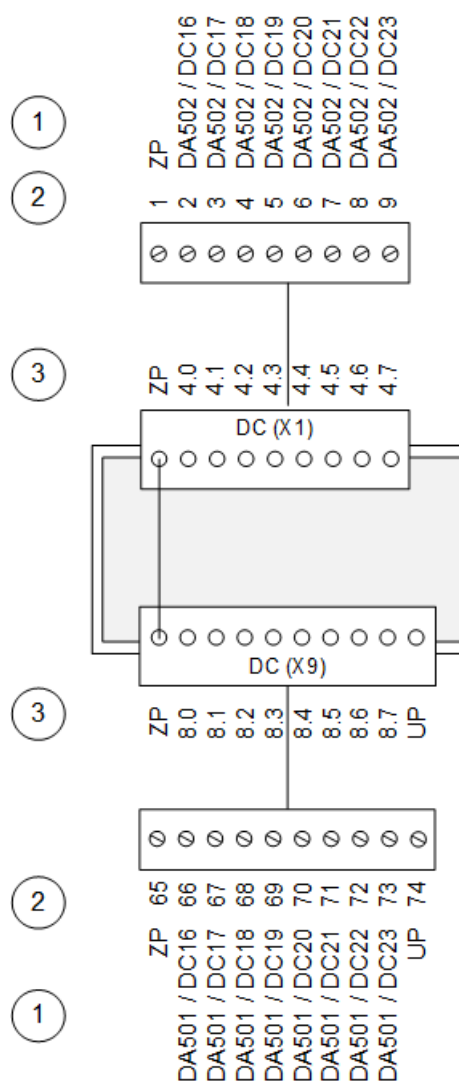 1
ZP
DA502 / DC16
DA502 / DC17
DA502 / DC18
DA502 / DC19
DA502 / DC20
DA502 / DC21
DA502 / DC22
DA502 / DC23
2
1
2
3
4
5
6
7
8
9
3
ZP
4.0
4.1
4.2
4.3
4.4
4.5
4.6
4.7
DC (X1)
DC (X9)
3
ZP
8.0
8.1
8.2
8.3
8.4
8.5
8.6
8.7
UP
2
65
66
67
68
69
70
71
72
73
74
1
ZP
DA501 / DC16
DA501 / DC17
DA501 / DC18
DA501 / DC19
DA501 / DC20
DA501 / DC21
DA501 / DC22
DA501 / DC23
UP